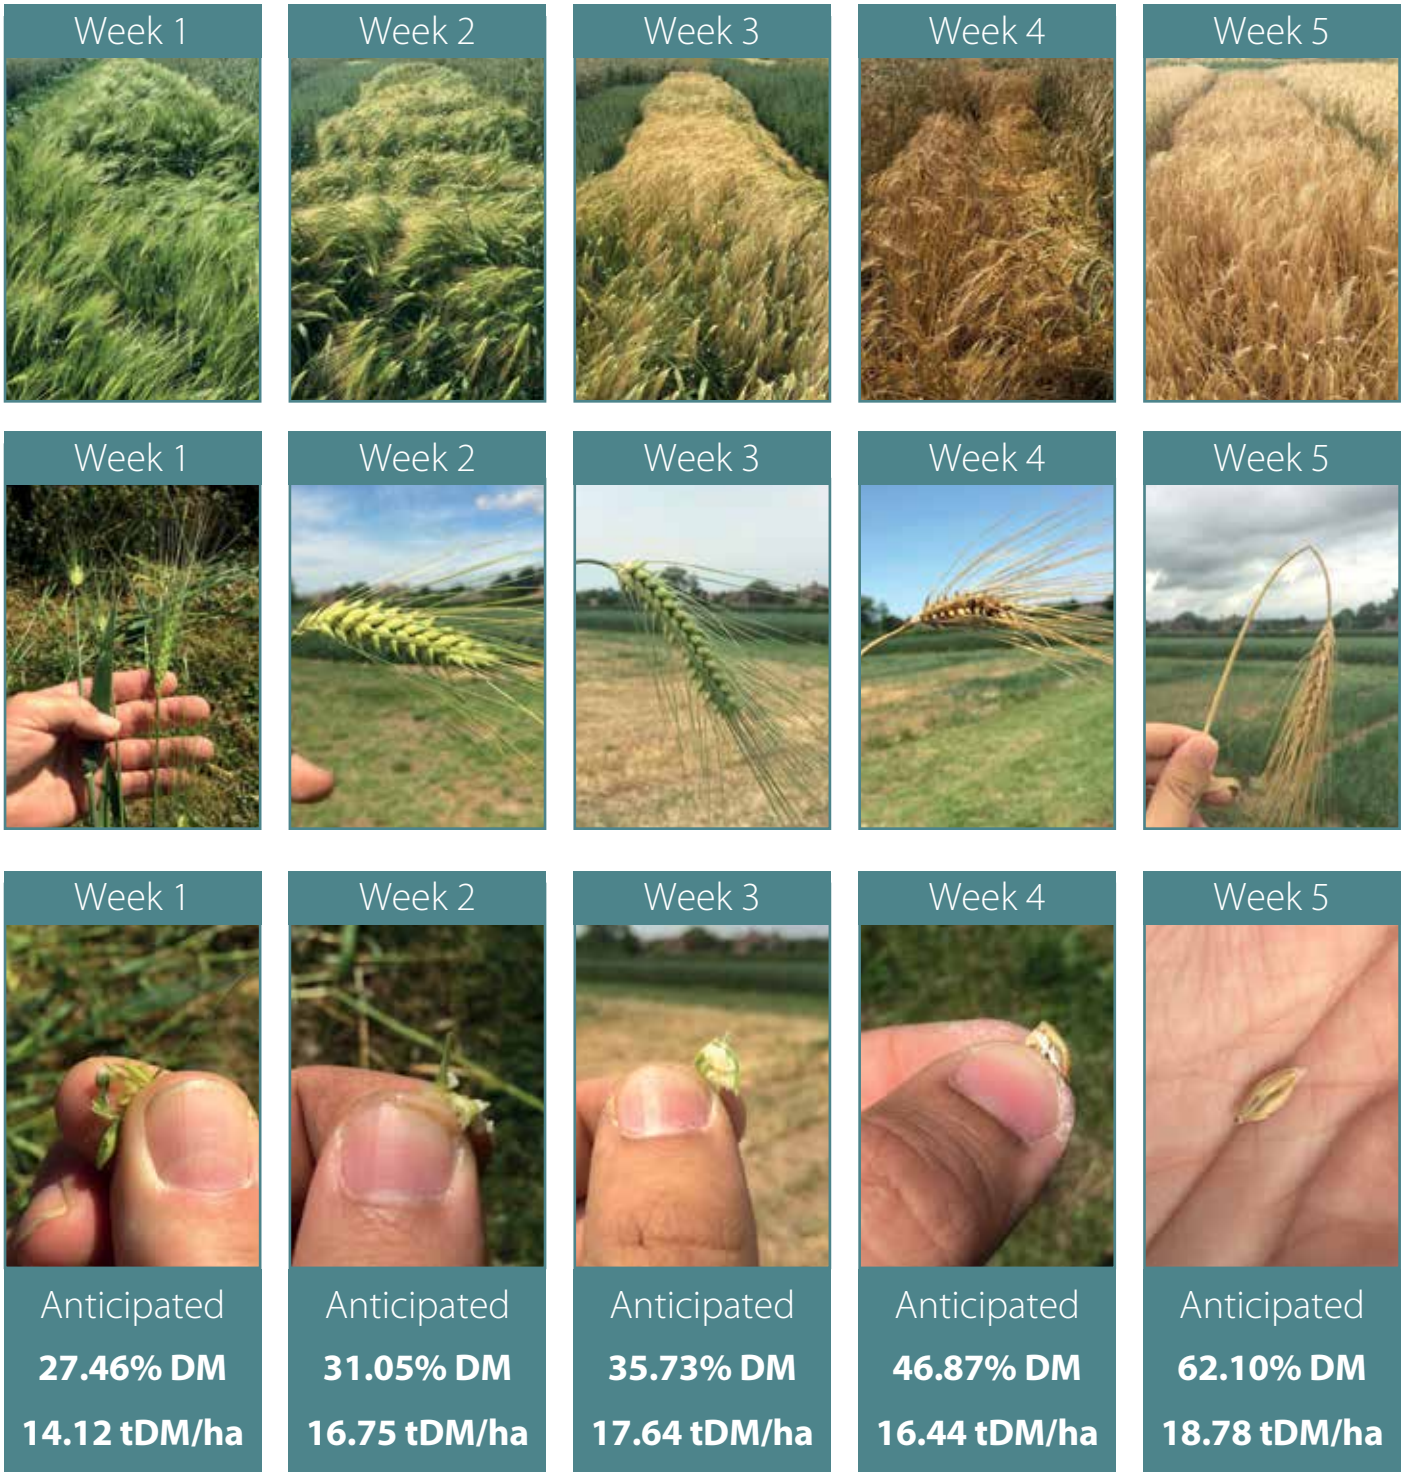 Week 1
Week 2
Week 3
Week 4
Week 5
Week 1
Week 2
Week 3
Week 4
Week 5
Week 1
Week 2
Week 3
Week 4
Week 5
Anticipated
27.46% DM
14.12 tDM/ha
Anticipated
31.05% DM
16.75 tDM/ha
Anticipated
35.73% DM
17.64 tDM/ha
Anticipated
46.87% DM
16.44 tDM/ha
Anticipated
62.10% DM
18.78 tDM/ha